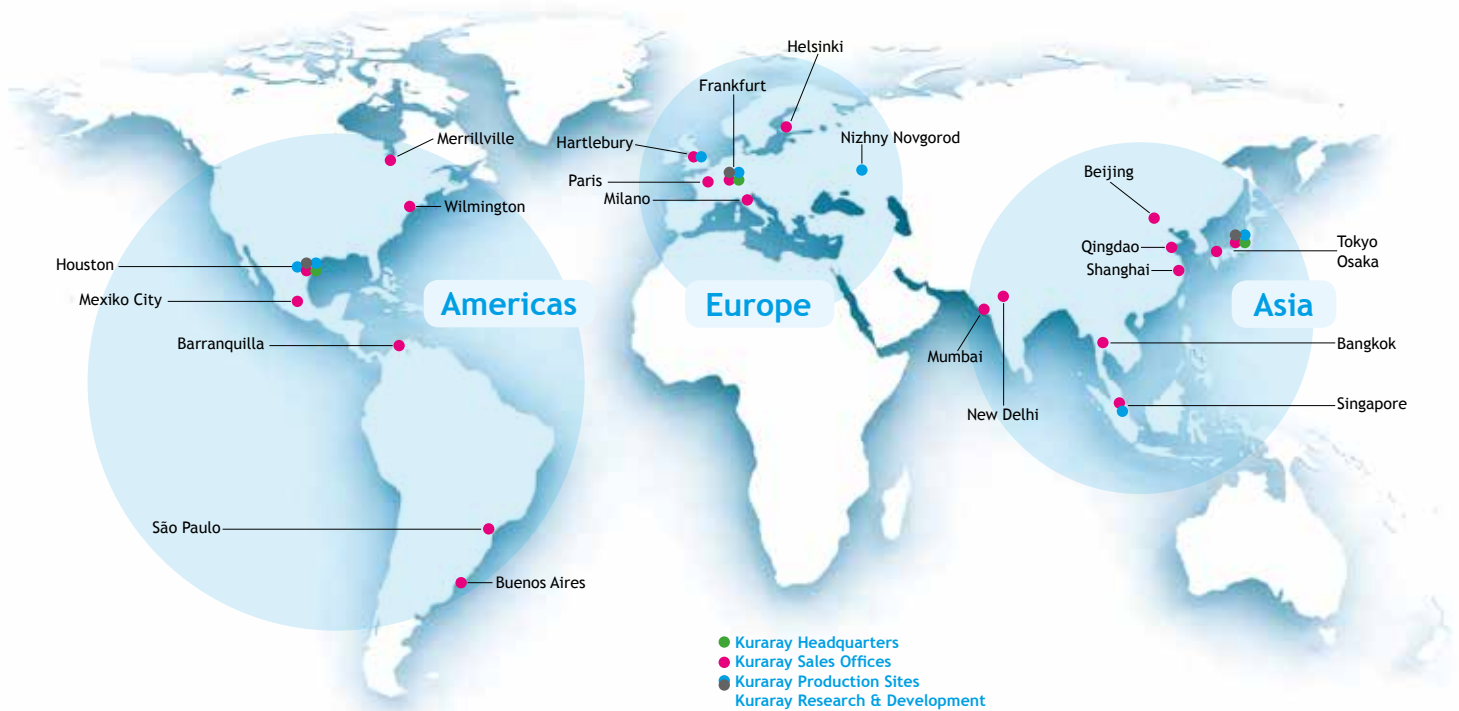 Helsinki
Frankfurt
Merrillville
Hartlebury
Nizhny Novgorod
Beijing
Paris
Milano
Wilmington
Qingdao
Tokyo
Osaka
Shanghai
Houston
Mexiko City
Americas
Europe
Asia
Barranquilla
Mumbai
Bangkok
New Delhi
Singapore
São Paulo
Buenos Aires
Kuraray Headquarters
Kuraray Sales Offices
Kuraray Production Sites
Kuraray Research & Development